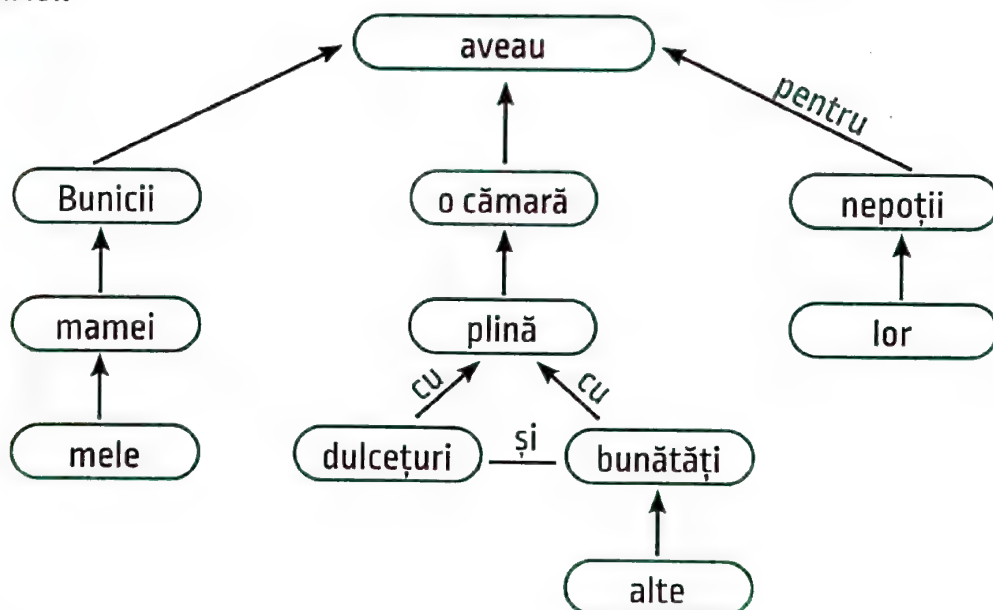 aveau
pentru
Bunicii
o cămară
nepoții
mamei
plină
lor
cu
cu
mele
dulcețuri
și
bunătăți
alte